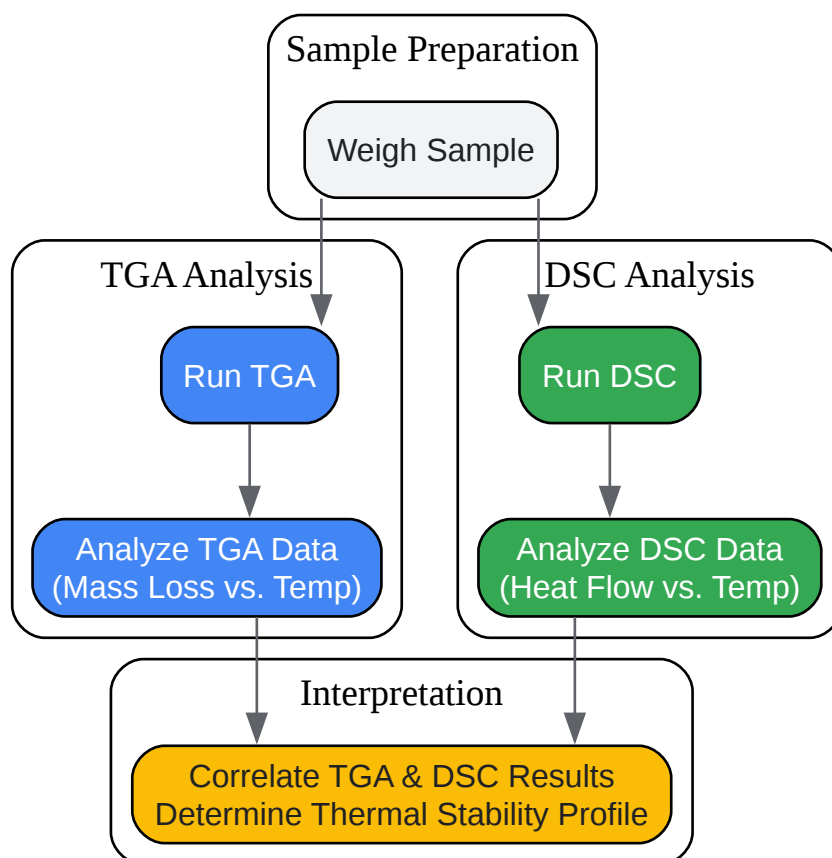 Sample Preparation
Weigh Sample
TGA Analysis
DSC Analysis
Run TGA
Run DSC
Analyze TGA Data
(Mass Loss vs. Temp)
Analyze DSC Data
(Heat Flow vs. Temp)
Interpretation
Correlate TGA & DSC Results
Determine Thermal Stability Profile